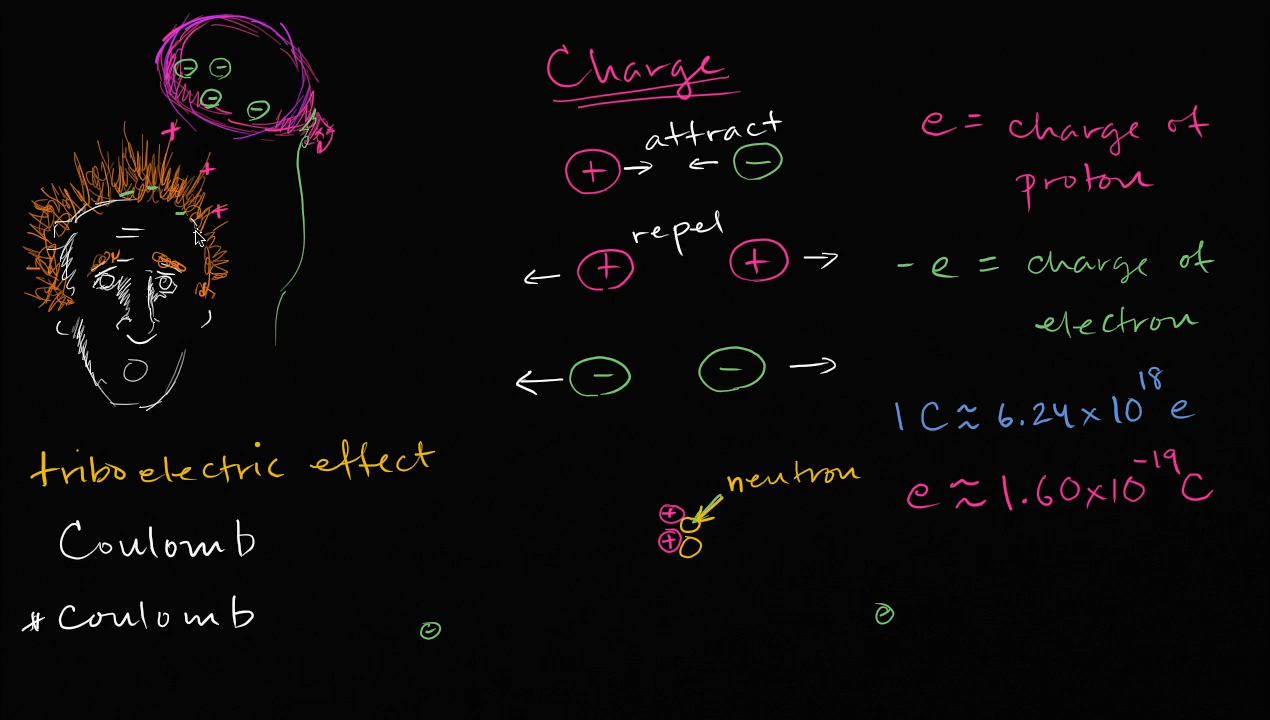 Charge
attract
+ → ← -
repel
← + + →
← - - →
e = charge of
proton
- e = charge of
electron
1 C ≈ 6.24 x 10^18 e
e ≈ 1.60 x 10^-19 C
triboelectric effect
Coulomb
* coulomb
neutron